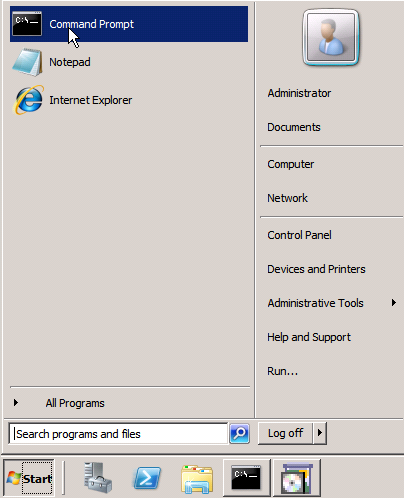 Command Prompt
Notepad
Internet Explorer
Administrator
Documents
Computer
Network
Control Panel
Devices and Printers
Administrative Tools
Help and Support
Run...
All Programs
Search programs and files
Log off
Start